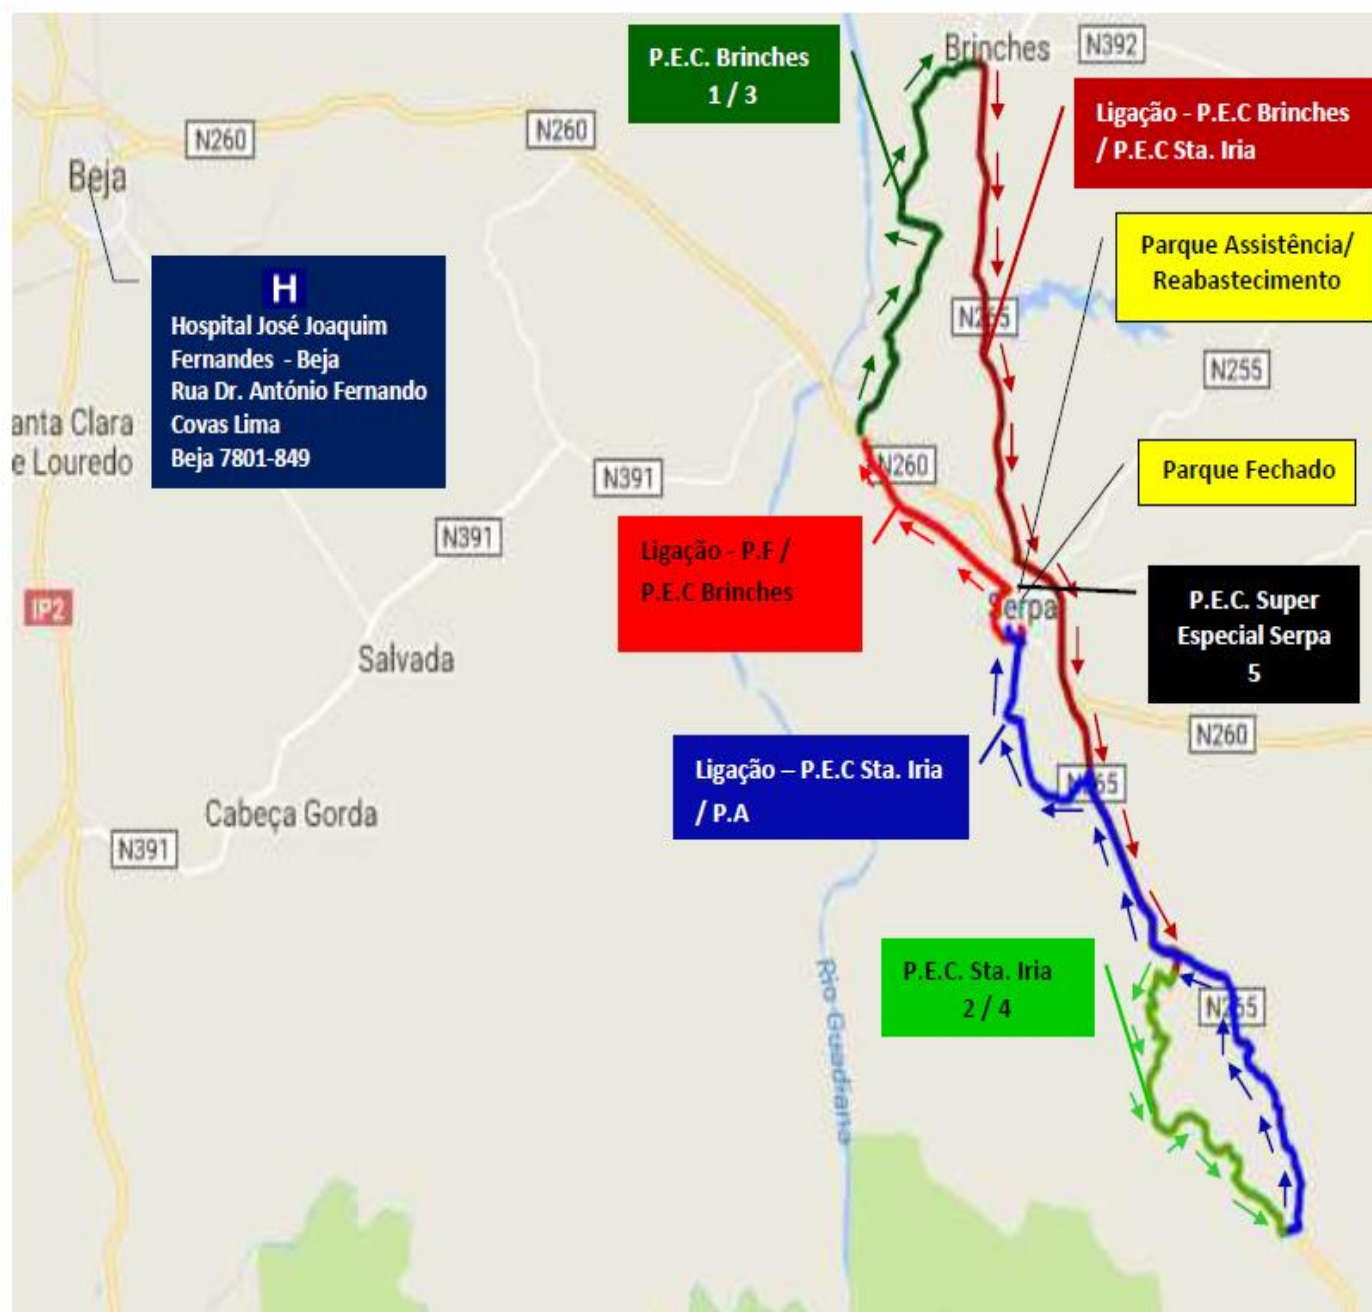 P.E.C. Brinches
1 / 3
Brinches
N392
Ligação - P.E.C Brinches
/ P.E.C Sta. Iria
N260
N260
Beja
Parque Assistência/
Reabastecimento
H
Hospital José Joaquim
Fernandes - Beja
Rua Dr. António Fernando
Covas Lima
Beja 7801-849
N255
anta Clara
e Louredo
N260
N391
Parque Fechado
N391
Ligação - P.F /
P.E.C Brinches
IP2
Serpa
P.E.C. Super
Especial Serpa
5
Salvada
N260
Ligação – P.E.C Sta. Iria
/ P.A
Cabeça Gorda
N391
P.E.C. Sta. Iria
2 / 4
Rio Guadiana